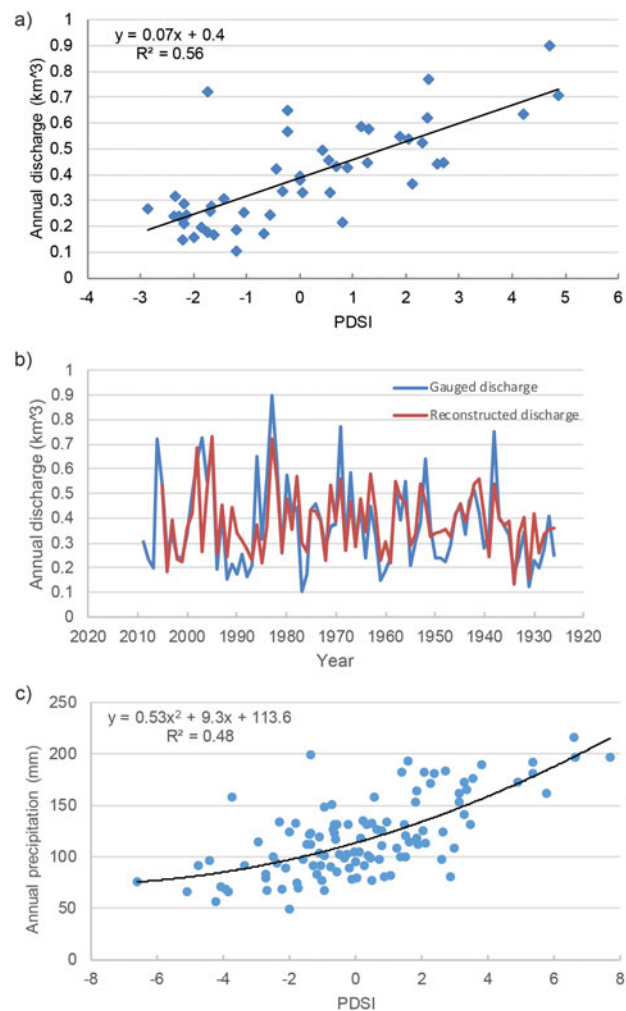 a)
y = 0.07x + 0.4
R² = 0.56
1
0.9
0.8
0.7
0.6
0.5
0.4
0.3
0.2
0.1
0
Annual discharge (km^3)
-4 -3 -2 -1 0 1 2 3 4 5 6
PDSI
b)
Gauged discharge
Reconstructed discharge
1
0.9
0.8
0.7
0.6
0.5
0.4
0.3
0.2
0.1
0
Annual discharge (km^3)
2020 2010 2000 1990 1980 1970 1960 1950 1940 1930 1920
Year
c)
y = 0.53x² + 9.3x + 113.6
R² = 0.48
250
200
150
100
50
0
Annual precipitation (mm)
-8 -6 -4 -2 0 2 4 6 8
PDSI